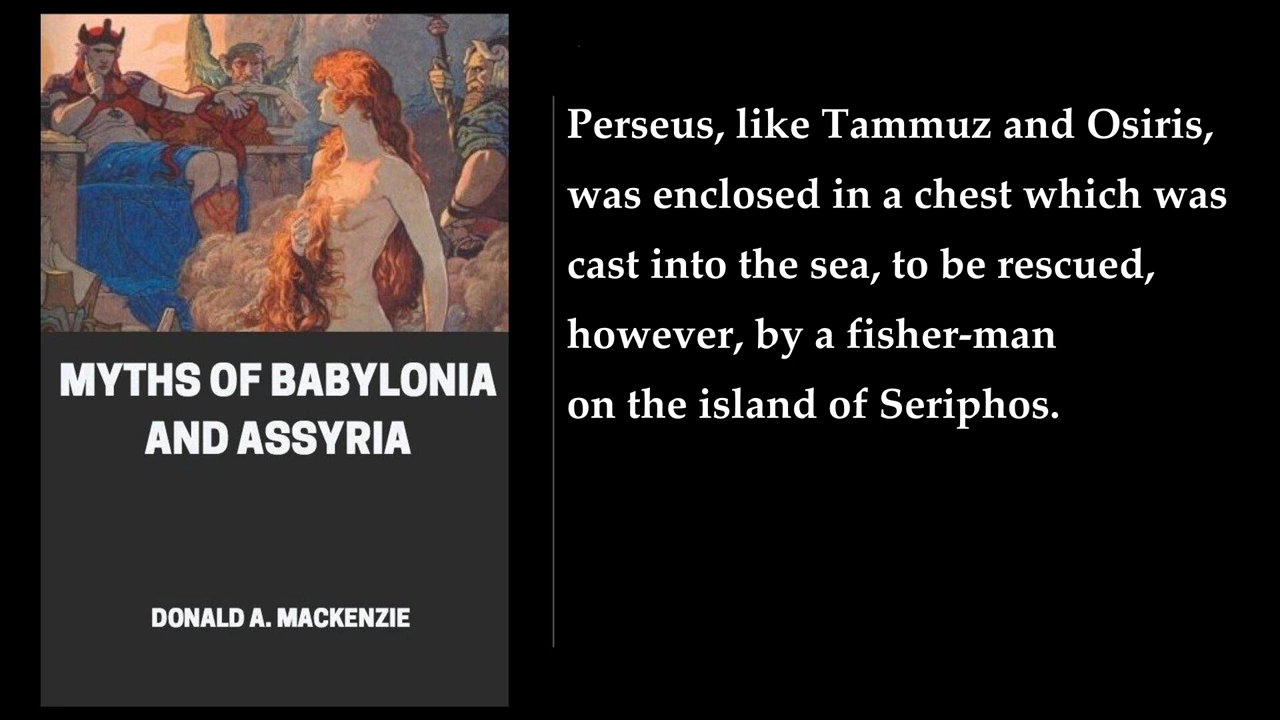 MYTHS OF BABYLONIA
AND ASSYRIA
DONALD A. MACKENZIE
Perseus, like Tammuz and Osiris,
was enclosed in a chest which was
cast into the sea, to be rescued,
however, by a fisher-man
on the island of Seriphos.